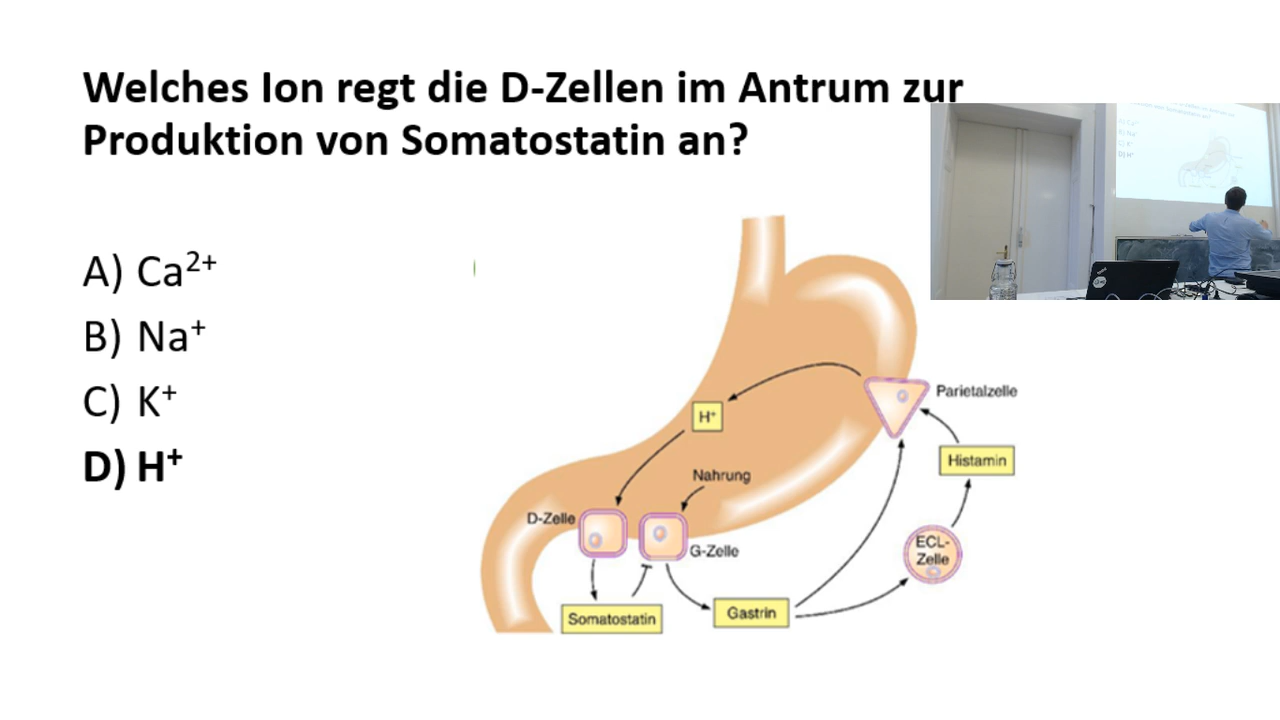 Welches Ion regt die D-Zellen im Antrum zur
Produktion von Somatostatin an?
A) Ca²⁺
B) Na⁺
C) K⁺
D) H⁺
Parietalzelle
H⁺
Histamin
Nahrung
D-Zelle
G-Zelle
ECL-
Zelle
Somatostatin
Gastrin